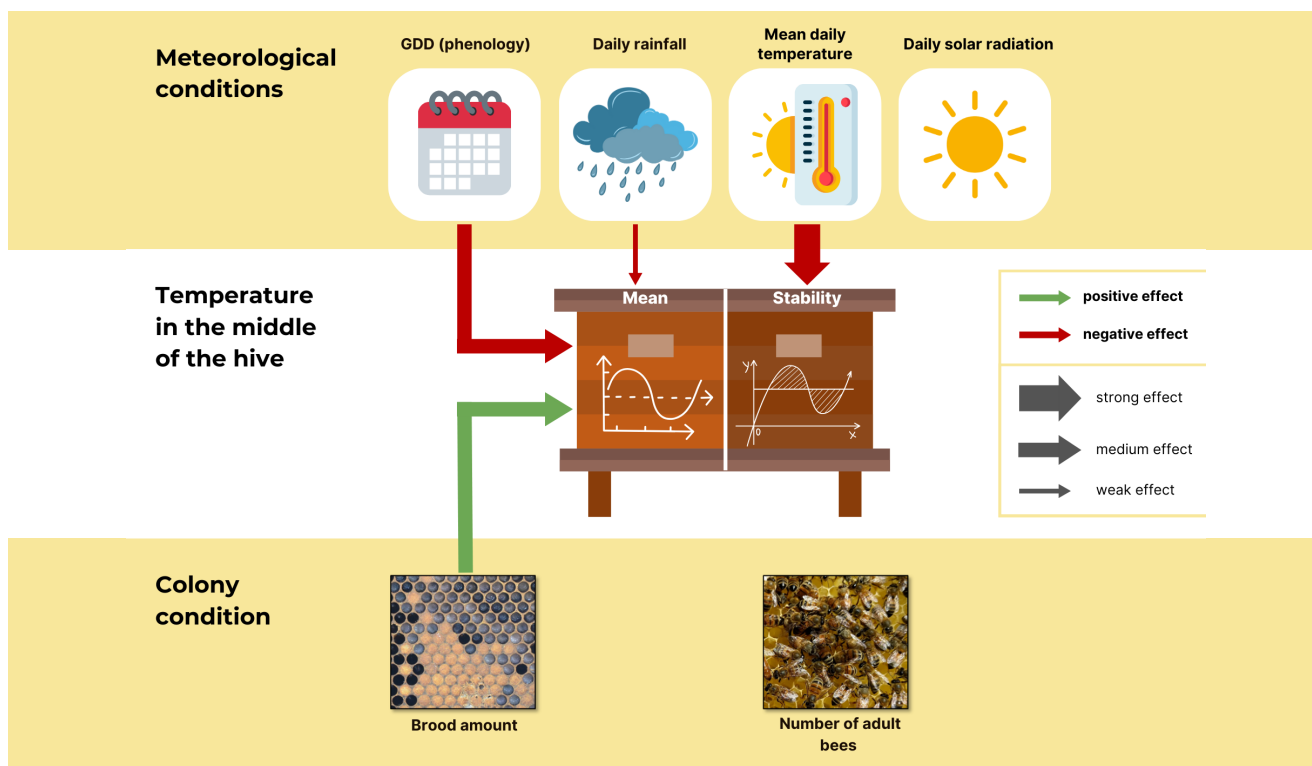 Meteorological
conditions
GDD (phenology)
Daily rainfall
Mean daily
temperature
Daily solar radiation
Temperature
in the middle
of the hive
Mean
Stability
y
0
x
positive effect
negative effect
strong effect
medium effect
weak effect
Colony
condition
Brood amount
Number of adult
bees